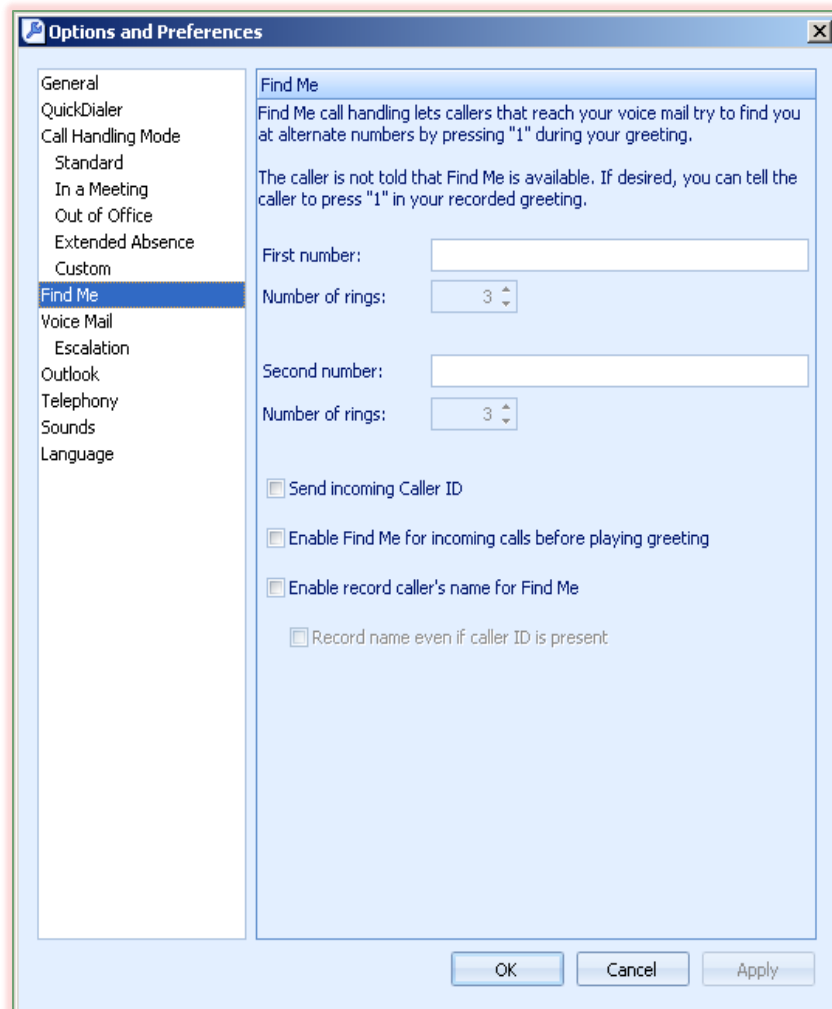 Options and Preferences
General
QuickDialer
Call Handling Mode
Standard
In a Meeting
Out of Office
Extended Absence
Custom
Find Me
Voice Mail
Escalation
Outlook
Telephony
Sounds
Language
Find Me
Find Me call handling lets callers that reach your voice mail try to find you
at alternate numbers by pressing "1" during your greeting.
The caller is not told that Find Me is available. If desired, you can tell the
caller to press "1" in your recorded greeting.
First number:
Number of rings: 3
Second number:
Number of rings: 3
Send incoming Caller ID
Enable Find Me for incoming calls before playing greeting
Enable record caller's name for Find Me
Record name even if caller ID is present
OK Cancel Apply